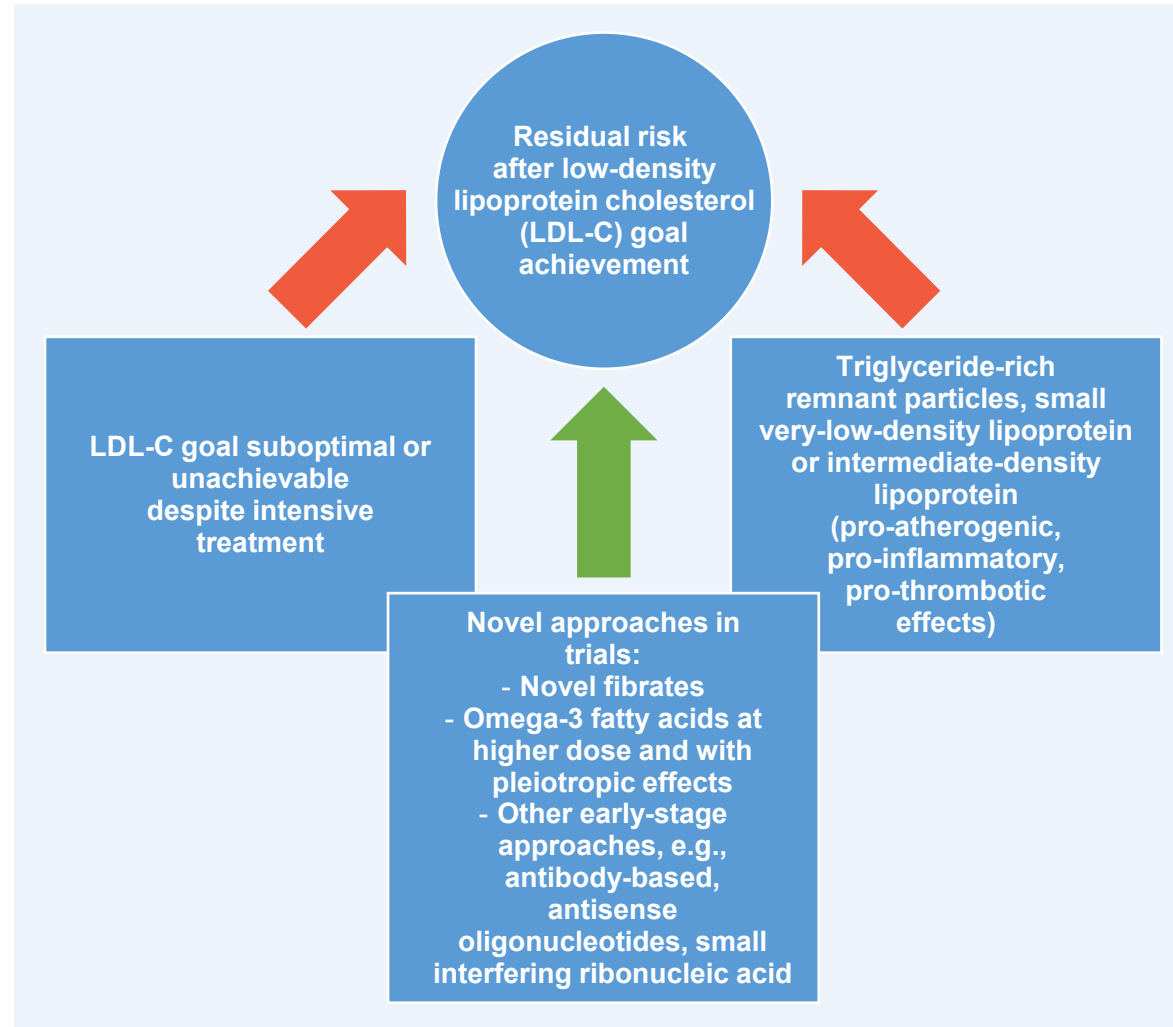 Residual risk
after low-density
lipoprotein cholesterol
(LDL-C) goal
achievement
LDL-C goal suboptimal or
unachievable
despite intensive
treatment
Triglyceride-rich
remnant particles, small
very-low-density lipoprotein
or intermediate-density
lipoprotein
(pro-atherogenic,
pro-inflammatory,
pro-thrombotic
effects)
Novel approaches in
trials:
- Novel fibrates
- Omega-3 fatty acids at
higher dose and with
pleiotropic effects
- Other early-stage
approaches, e.g.,
antibody-based,
antisense
oligonucleotides, small
interfering ribonucleic acid